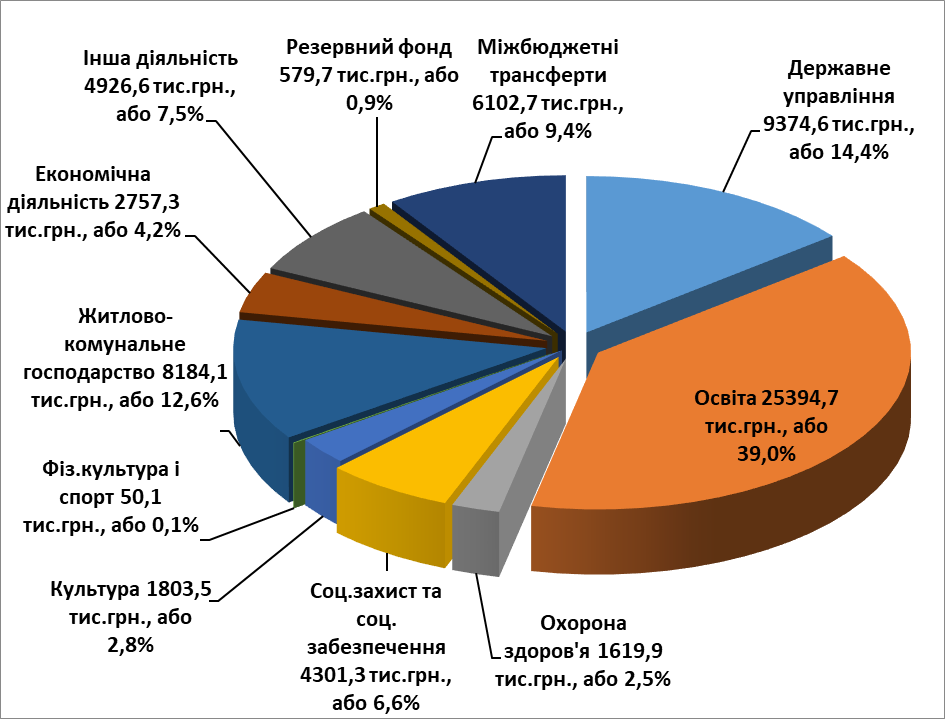 Інша діяльність
4926,6 тис.грн.,
або 7,5%
Резервний фонд
579,7 тис.грн., або
0,9%
Міжбюджетні
трансферти
6102,7 тис.грн.,
або 9,4%
Державне
управління
9374,6 тис.грн.,
або 14,4%
Економічна
діяльність 2757,3
тис.грн., або 4,2%
Житлово-
комунальне
господарство 8184,1
тис.грн., або 12,6%
Освіта 25394,7
тис.грн., або
39,0%
Фіз.культура і
спорт 50,1
тис.грн., або 0,1%
Культура 1803,5
тис.грн., або
2,8%
Соц.захист та
соц.
забезпечення
4301,3 тис.грн.,
або 6,6%
Охорона
здоров'я 1619,9
тис.грн., або 2,5%